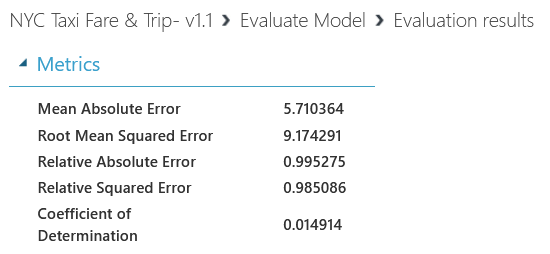 NYC Taxi Fare & Trip- v1.1 › Evaluate Model › Evaluation results
Metrics
Mean Absolute Error 5.710364
Root Mean Squared Error 9.174291
Relative Absolute Error 0.995275
Relative Squared Error 0.985086
Coefficient of
Determination 0.014914